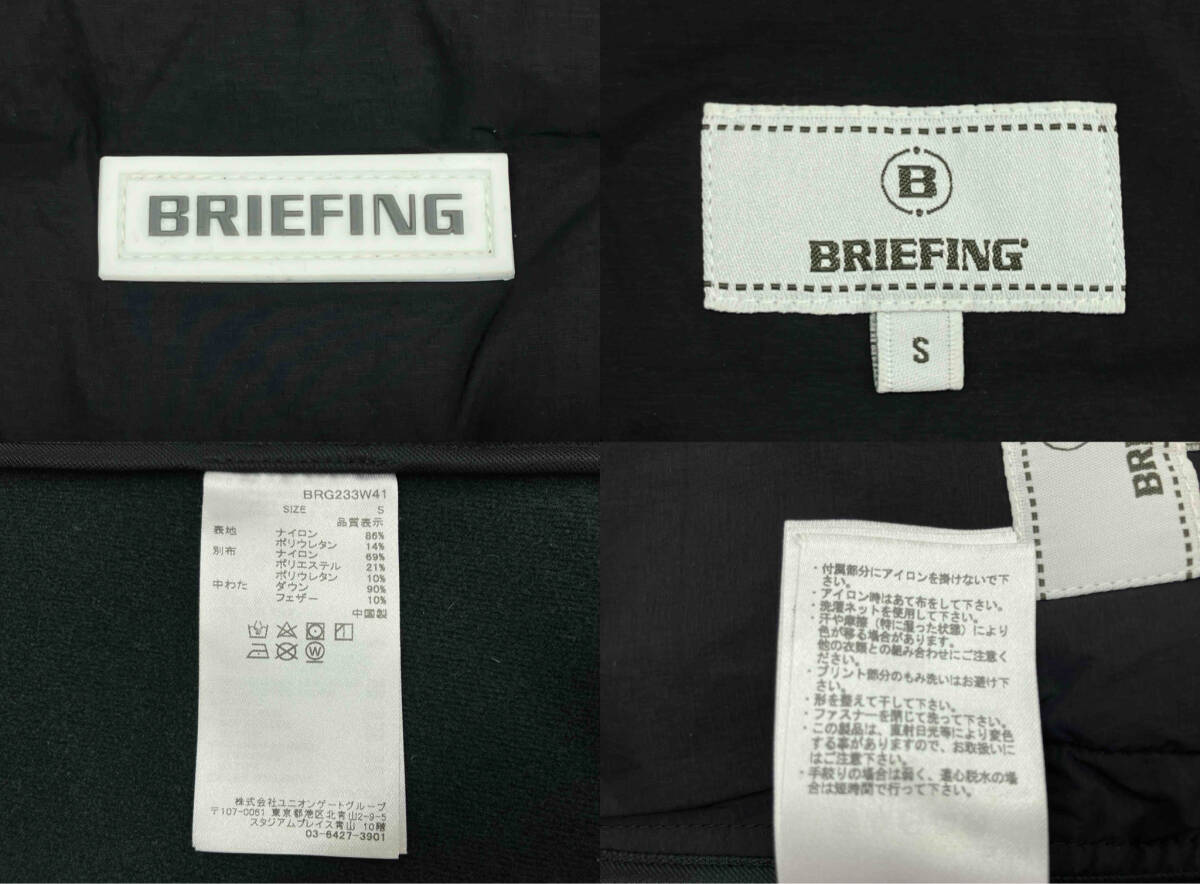 BRIEFING
B
BRIEFING
S
BRG233W41
SIZE S
品質表示
表地 ナイロン 86%
ポリウレタン 14%
別布 ナイロン 69%
ポリエステル 21%
ポリウレタン 10%
中わた ダウン 90%
フェザー 10%
中国製
W
株式会社ユニオンゲートグループ
〒107-0061 東京都港区北青山2-9-5
スタジアムプレイス青山 10階
03-6427-3901
BRI
・付属部分にアイロンを掛けないで下
さい。
・アイロン時はあて布をして下さい。
・洗濯ネットを使用して下さい。
・汗や摩擦（特に湿った状態）により
色が移る場合があります。
他の衣類との組み合わせにご注意く
ださい。
・プリント部分のもみ洗いはお避け下
さい。
・形を整えて干して下さい。
・ファスナーを閉じて洗って下さい。
・この製品は、直射日光等により変色
する事がありますので、お取扱いに
はご注意下さい。
・手絞りの場合は弱く、遠心脱水の場
合は短時間で行って下さい。